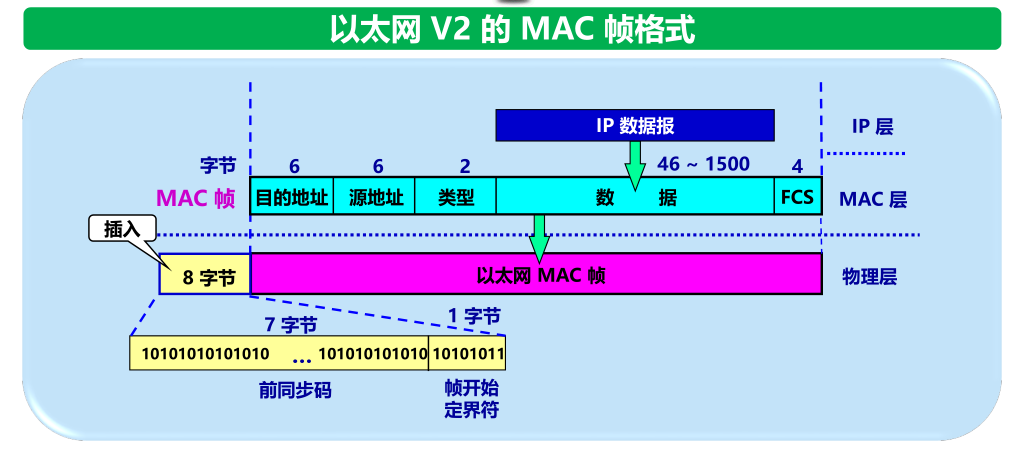 以太网 V2 的 MAC 帧格式
IP 数据报
IP 层
字节
6
6
2
46 ~ 1500
4
MAC 帧
目的地址
源地址
类型
数 据
FCS
MAC 层
插入
8 字节
以太网 MAC 帧
物理层
7 字节
1 字节
10101010101010 ... 101010101010
10101011
前同步码
帧开始
定界符